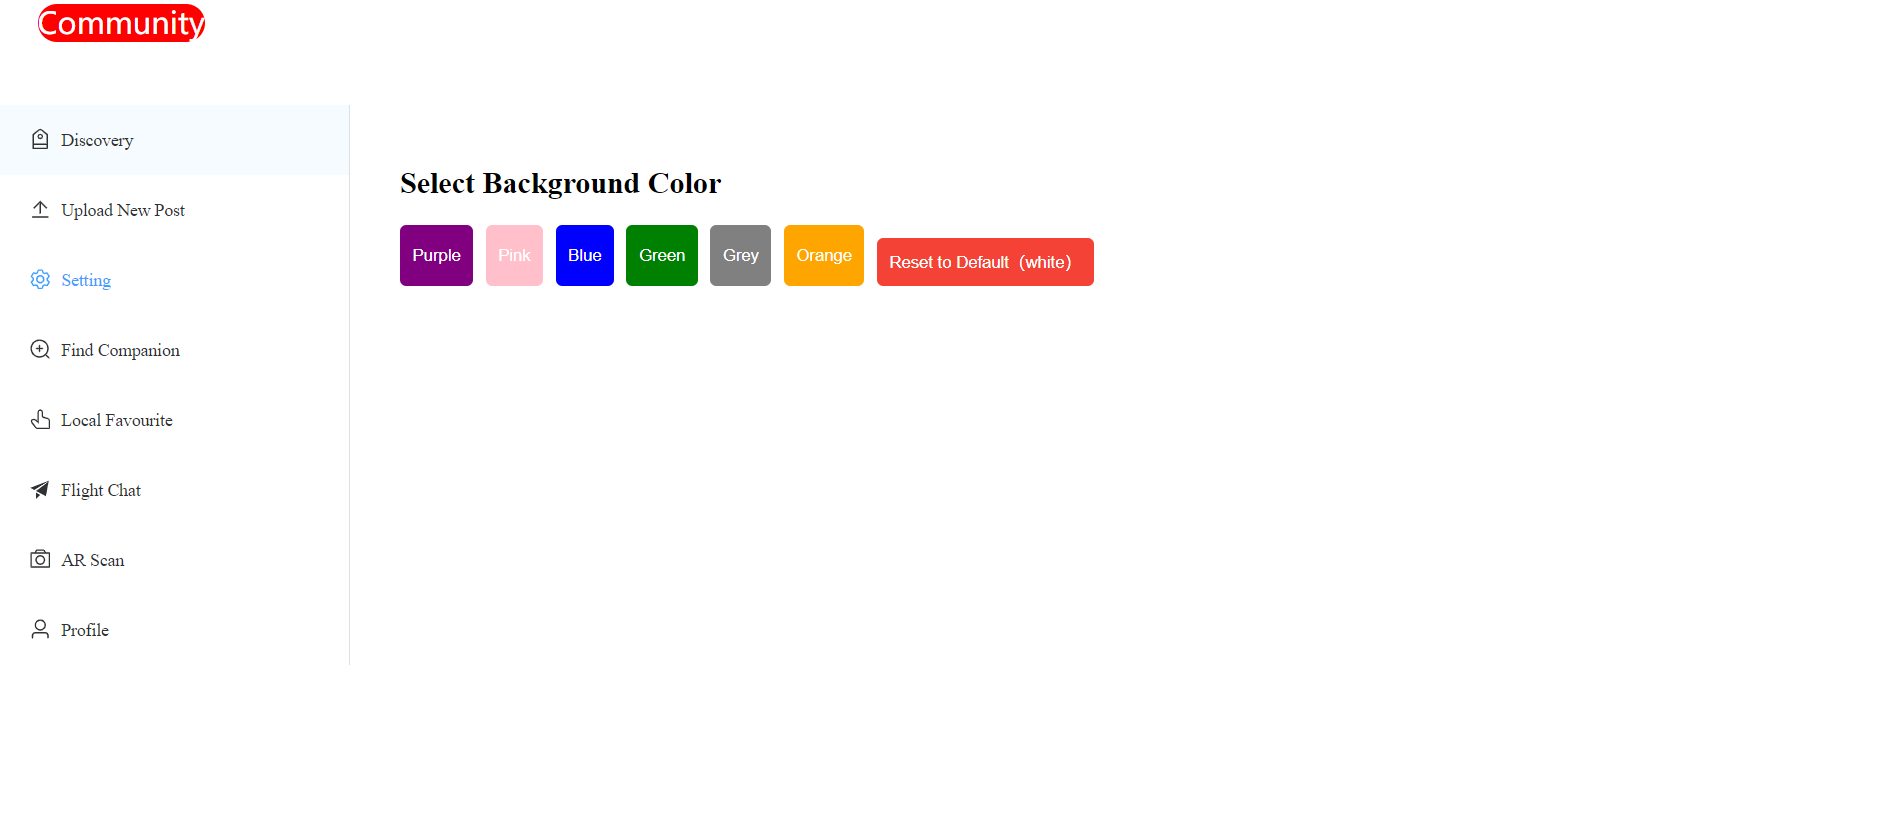 Community
Discovery
Upload New Post
Setting
Find Companion
Local Favourite
Flight Chat
AR Scan
Profile
Select Background Color
Purple Pink Blue Green Grey Orange Reset to Default（white）